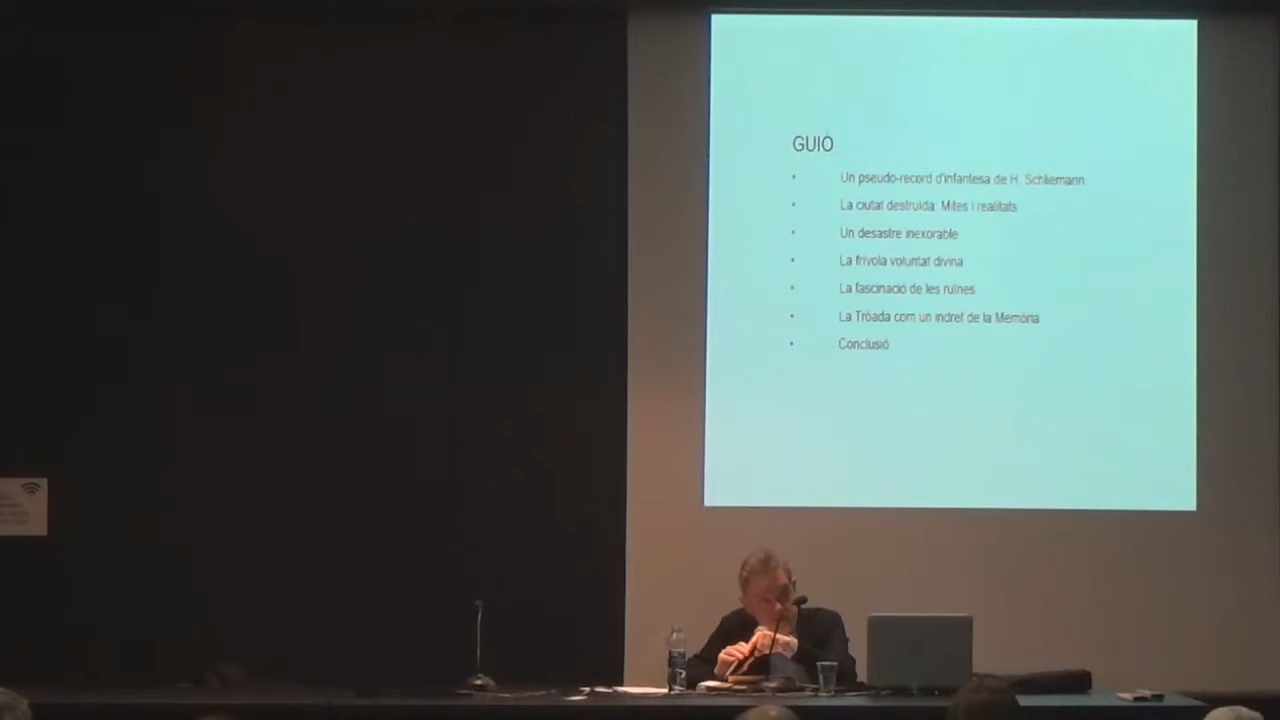 GUIÓ
• Un pseudo-record d'infantesa de H. Schliemann
• La ciutat destruïda: Mites i realitats
• Un desastre inexorable
• La frívola voluntat divina
• La fascinació de les ruïnes
• La Tròada com un indret de la Memòria
• Conclusió